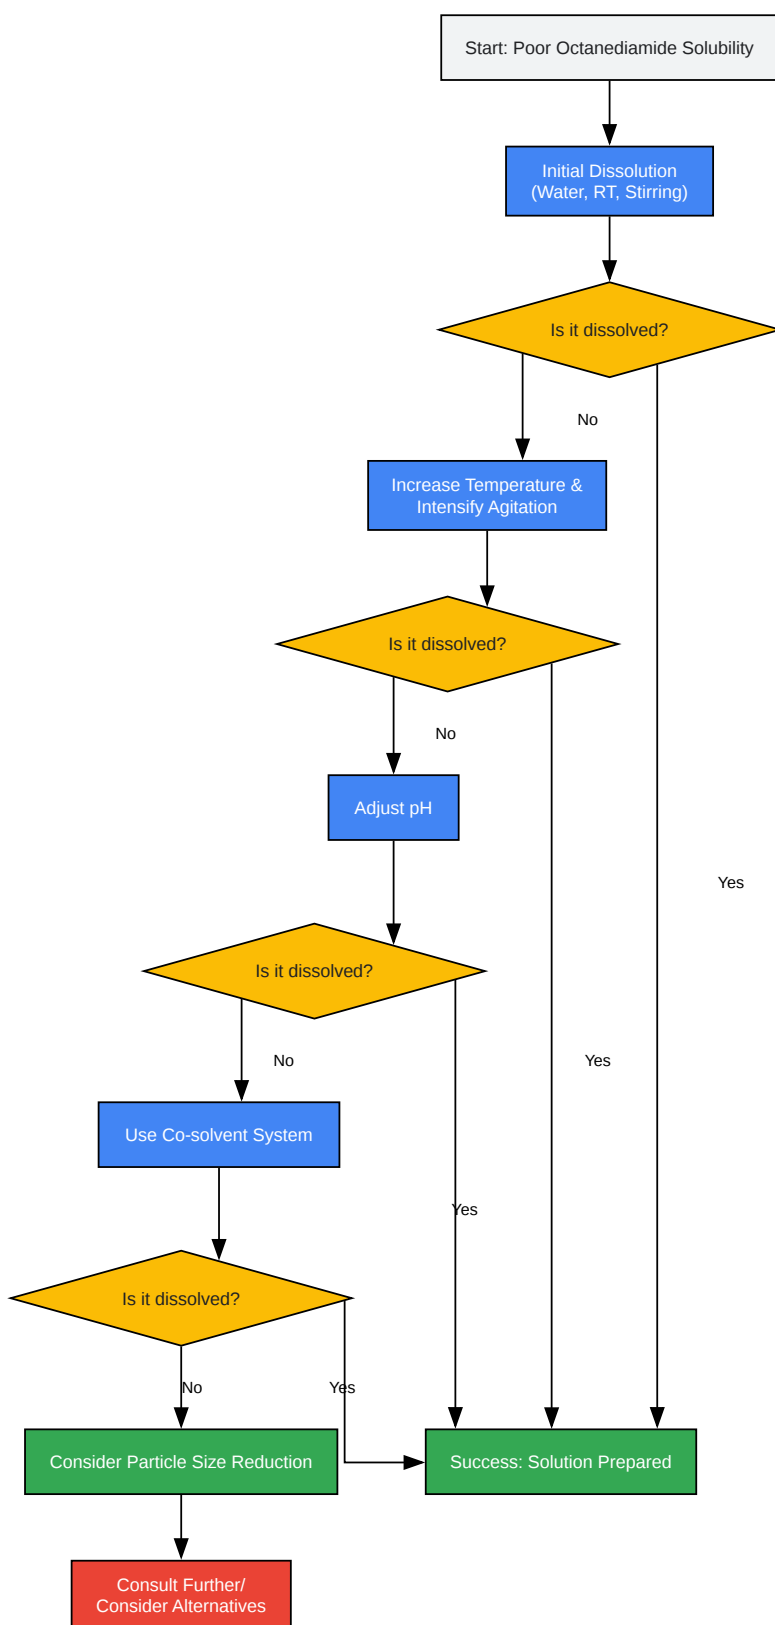 Start: Poor Octanediamide Solubility
Initial Dissolution
(Water, RT, Stirring)
Is it dissolved?
No
Increase Temperature &
Intensify Agitation
Is it dissolved?
No
Adjust pH
Yes
Is it dissolved?
No
Yes
Use Co-solvent System
Yes
Is it dissolved?
No
Yes
Consider Particle Size Reduction
Success: Solution Prepared
Consult Further/
Consider Alternatives